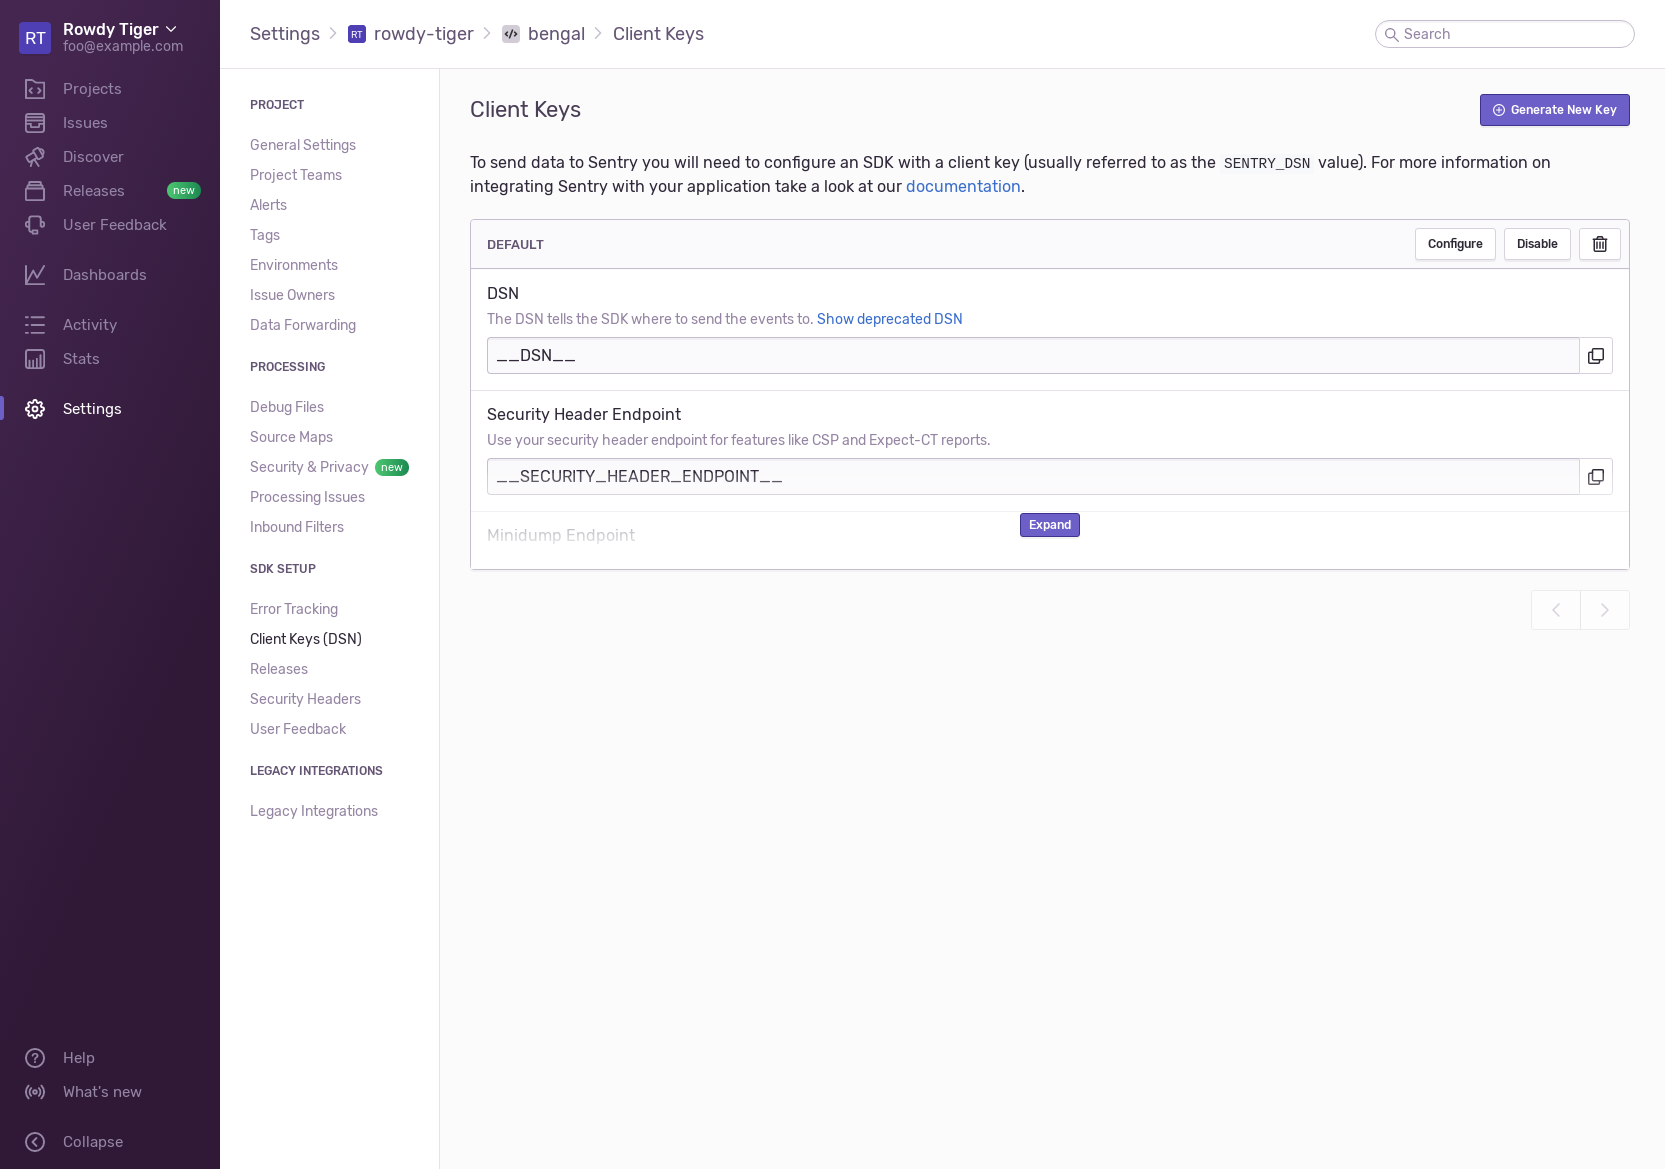 RT
Rowdy Tiger
foo@example.com
Projects
Issues
Discover
Releases new
User Feedback
Dashboards
Activity
Stats
Settings
Help
What's new
Collapse
Settings RT rowdy-tiger bengal Client Keys
Search
PROJECT
General Settings
Project Teams
Alerts
Tags
Environments
Issue Owners
Data Forwarding
PROCESSING
Debug Files
Source Maps
Security & Privacy new
Processing Issues
Inbound Filters
SDK SETUP
Error Tracking
Client Keys (DSN)
Releases
Security Headers
User Feedback
LEGACY INTEGRATIONS
Legacy Integrations
Client Keys
Generate New Key
To send data to Sentry you will need to configure an SDK with a client key (usually referred to as the SENTRY_DSN value). For more information on
integrating Sentry with your application take a look at our documentation.
DEFAULT
Configure Disable
DSN
The DSN tells the SDK where to send the events to. Show deprecated DSN
__DSN__
Security Header Endpoint
Use your security header endpoint for features like CSP and Expect-CT reports.
__SECURITY_HEADER_ENDPOINT__
Expand
Minidump Endpoint